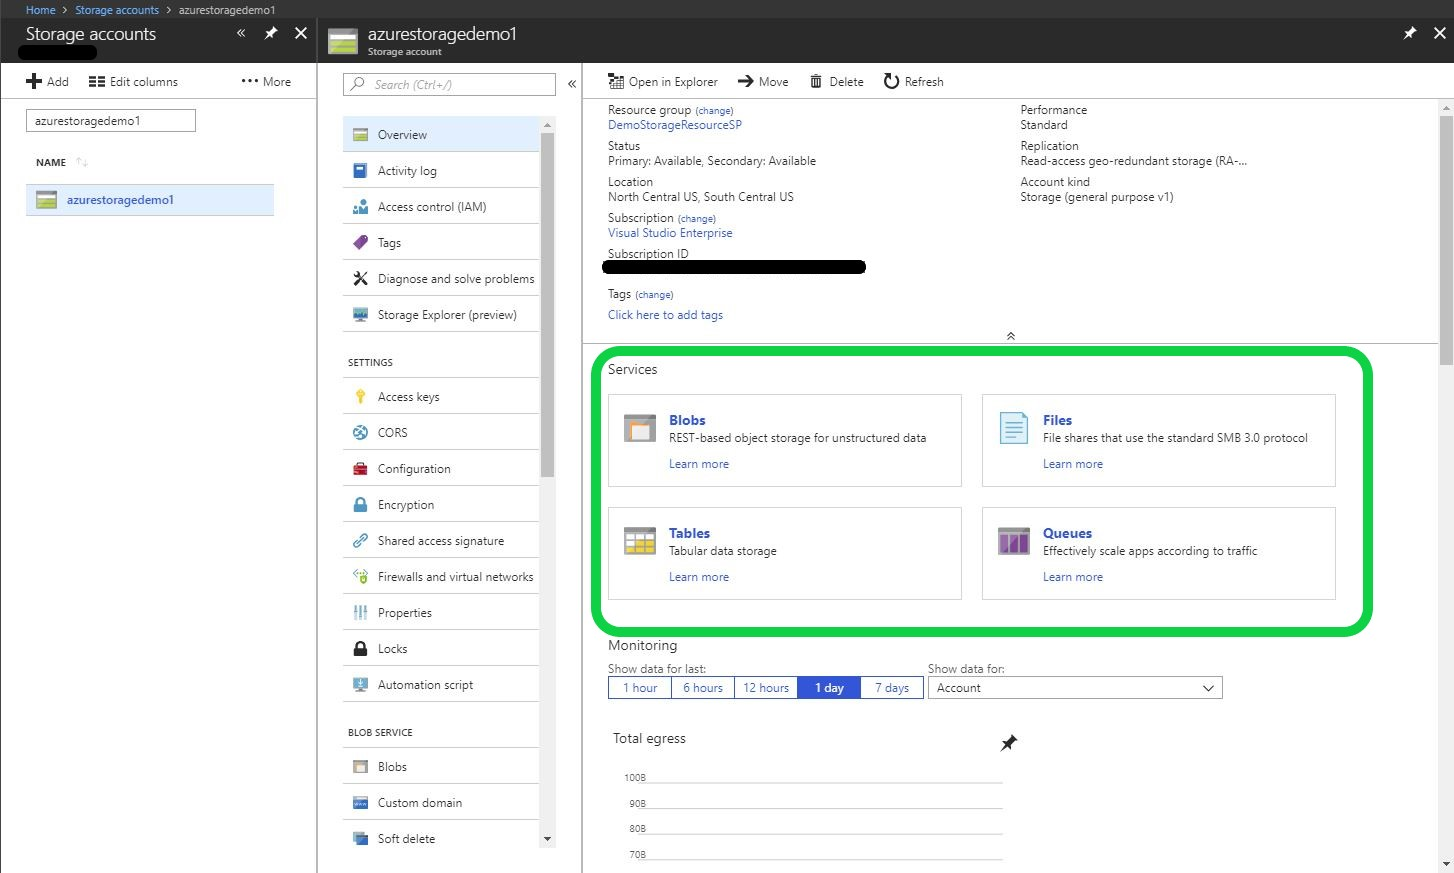 Home > Storage accounts > azurestoragedemo1
Storage accounts
azurestoragedemo1
Storage account
Add
Edit columns
More
azurestoragedemo1
NAME
azurestoragedemo1
Search (Ctrl+/)
Overview
Activity log
Access control (IAM)
Tags
Diagnose and solve problems
Storage Explorer (preview)
SETTINGS
Access keys
CORS
Configuration
Encryption
Shared access signature
Firewalls and virtual networks
Properties
Locks
Automation script
BLOB SERVICE
Blobs
Custom domain
Soft delete
Open in Explorer
Move
Delete
Refresh
Resource group (change)
DemoStorageResourceSP
Status
Primary: Available, Secondary: Available
Location
North Central US, South Central US
Subscription (change)
Visual Studio Enterprise
Subscription ID
Tags (change)
Click here to add tags
Performance
Standard
Replication
Read-access geo-redundant storage (RA-...
Account kind
Storage (general purpose v1)
Services
Blobs
REST-based object storage for unstructured data
Learn more
Files
File shares that use the standard SMB 3.0 protocol
Learn more
Tables
Tabular data storage
Learn more
Queues
Effectively scale apps according to traffic
Learn more
Monitoring
Show data for last:
1 hour
6 hours
12 hours
1 day
7 days
Show data for:
Account
Total egress
100B
90B
80B
70B